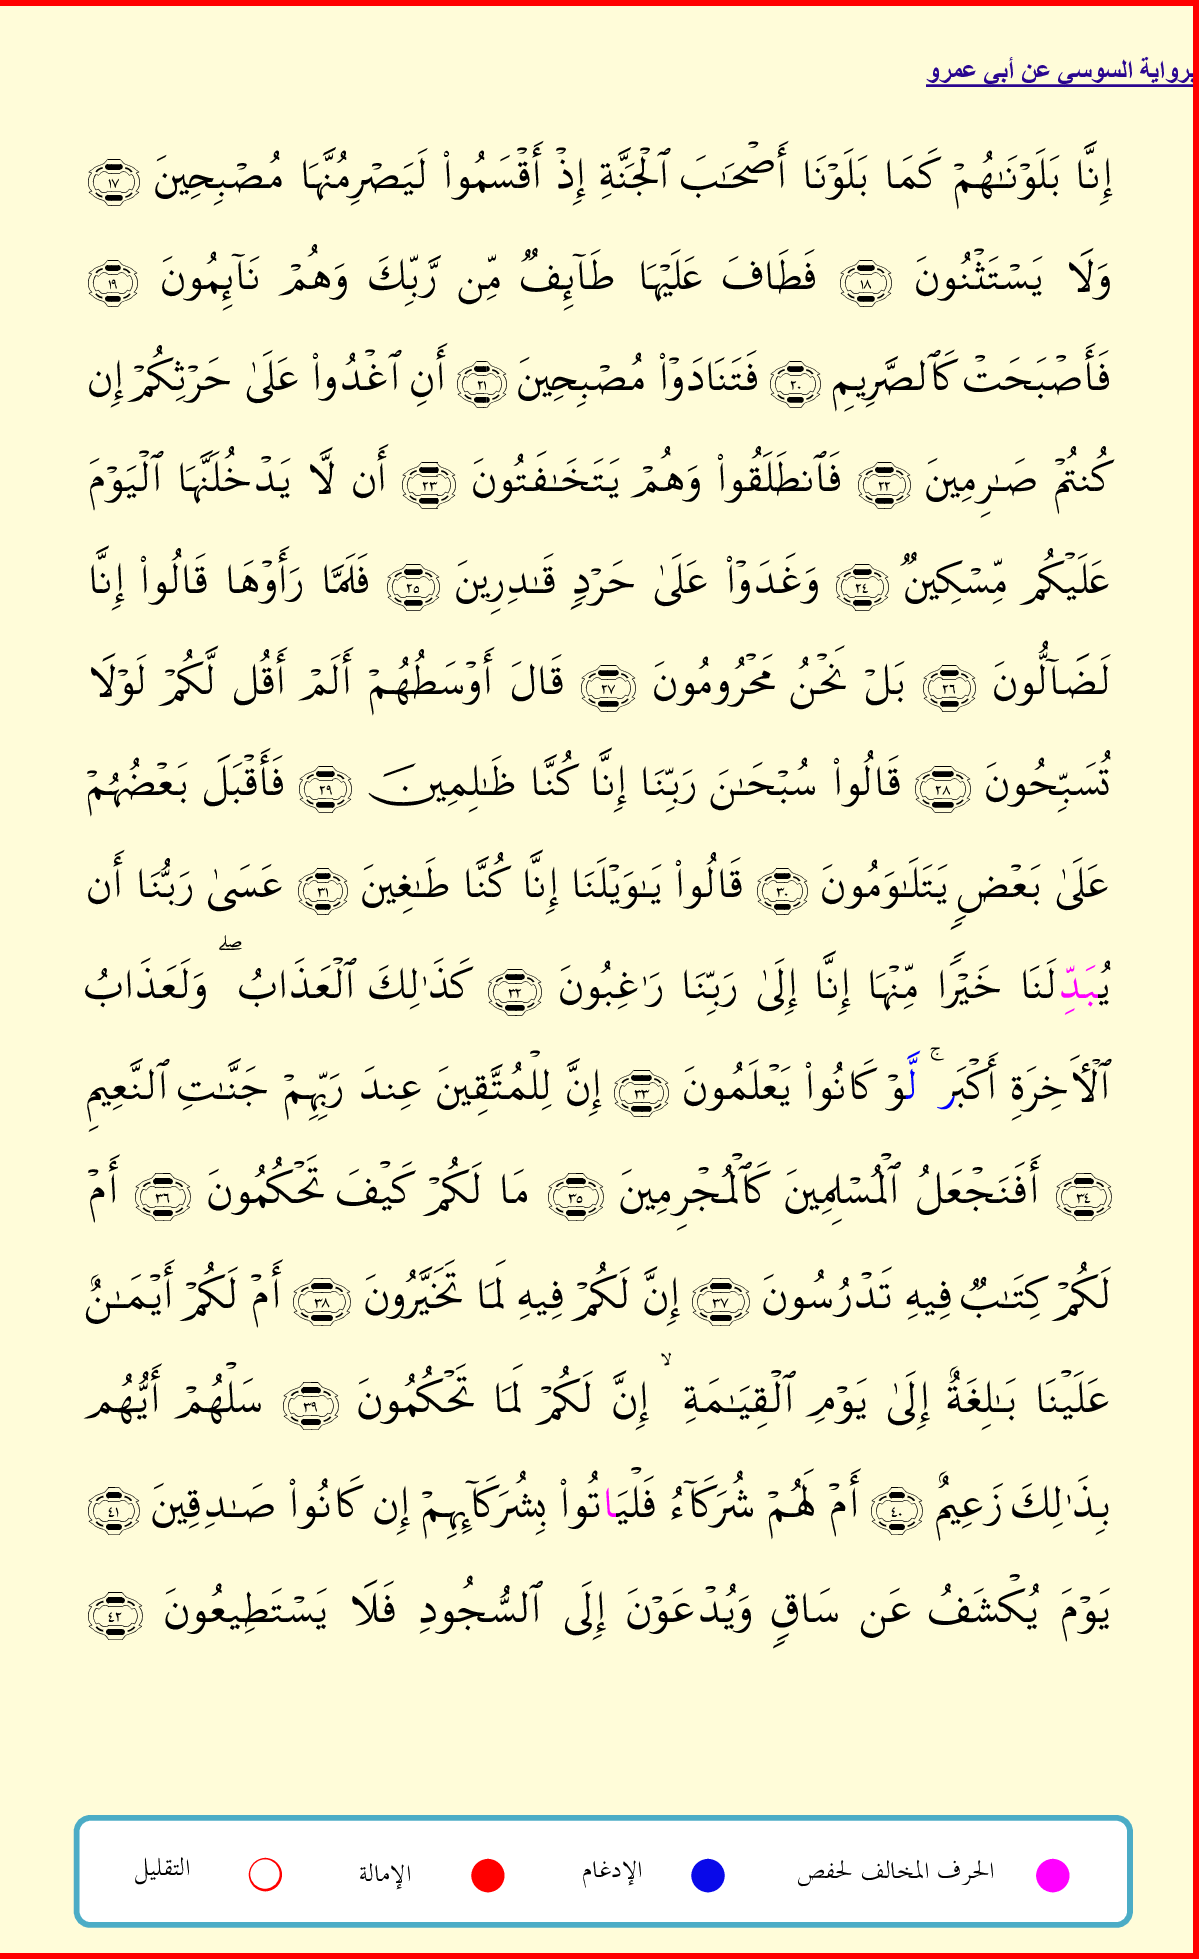 برواية السوسي عن أبي عمرو
إِنَّا بَلَوْنَٰهُمْ كَمَا بَلَوْنَا أَصْحَٰبَ ٱلْجَنَّةِ إِذْ أَقْسَمُوا۟ لَيَصْرِمُنَّهَا مُصْبِحِينَ ١٧
وَلَا يَسْتَثْنُونَ ١٨ فَطَافَ عَلَيْهَا طَآئِفٌ مِّن رَّبِّكَ وَهُمْ نَآئِمُونَ ١٩
فَأَصْبَحَتْ كَٱلصَّرِيمِ ٢٠ فَتَنَادَوْا۟ مُصْبِحِينَ ٢١ أَنِ ٱغْدُوا۟ عَلَىٰ حَرْثِكُمْ إِن
كُنتُمْ صَٰرِمِينَ ٢٢ فَٱنطَلَقُوا۟ وَهُمْ يَتَخَٰفَتُونَ ٢٣ أَن لَّا يَدْخُلَنَّهَا ٱلْيَوْمَ
عَلَيْكُم مِّسْكِينٌ ٢٤ وَغَدَوْا۟ عَلَىٰ حَرْدٍ قَٰدِرِينَ ٢٥ فَلَمَّا رَأَوْهَا قَالُوا۟ إِنَّا
لَضَآلُّونَ ٢٦ بَلْ نَحْنُ مَحْرُومُونَ ٢٧ قَالَ أَوْسَطُهُمْ أَلَمْ أَقُل لَّكُمْ لَوْلَا
تُسَبِّحُونَ ٢٨ قَالُوا۟ سُبْحَٰنَ رَبِّنَا إِنَّا كُنَّا ظَٰلِمِينَ ٢٩ فَأَقْبَلَ بَعْضُهُمْ
عَلَىٰ بَعْضٍ يَتَلَٰوَمُونَ ٣٠ قَالُوا۟ يَٰوَيْلَنَا إِنَّا كُنَّا طَٰغِينَ ٣١ عَسَىٰ رَبُّنَا أَن
يُبَدِّلَنَا خَيْرًا مِّنْهَا إِنَّا إِلَىٰ رَبِّنَا رَٰغِبُونَ ٣٢ كَذَٰلِكَ ٱلْعَذَابُ ۖ وَلَعَذَابُ
ٱلْأَخِرَةِ أَكْبَر ۚ لَّوْ كَانُوا۟ يَعْلَمُونَ ٣٣ إِنَّ لِلْمُتَّقِينَ عِندَ رَبِّهِمْ جَنَّٰتِ ٱلنَّعِيمِ
٣٤ أَفَنَجْعَلُ ٱلْمُسْلِمِينَ كَٱلْمُجْرِمِينَ ٣٥ مَا لَكُمْ كَيْفَ تَحْكُمُونَ ٣٦ أَمْ
لَكُمْ كِتَٰبٌ فِيهِ تَدْرُسُونَ ٣٧ إِنَّ لَكُمْ فِيهِ لَمَا تَخَيَّرُونَ ٣٨ أَمْ لَكُمْ أَيْمَٰنٌ
عَلَيْنَا بَٰلِغَةٌ إِلَىٰ يَوْمِ ٱلْقِيَٰمَةِ ۙ إِنَّ لَكُمْ لَمَا تَحْكُمُونَ ٣٩ سَلْهُمْ أَيُّهُم
بِذَٰلِكَ زَعِيمٌ ٤٠ أَمْ لَهُمْ شُرَكَآءُ فَلْيَاتُوا۟ بِشُرَكَآئِهِمْ إِن كَانُوا۟ صَٰدِقِينَ ٤١
يَوْمَ يُكْشَفُ عَن سَاقٍ وَيُدْعَوْنَ إِلَى ٱلسُّجُودِ فَلَا يَسْتَطِيعُونَ ٤٢
الحرف المخالف لحفص الإدغام الإمالة التقليل